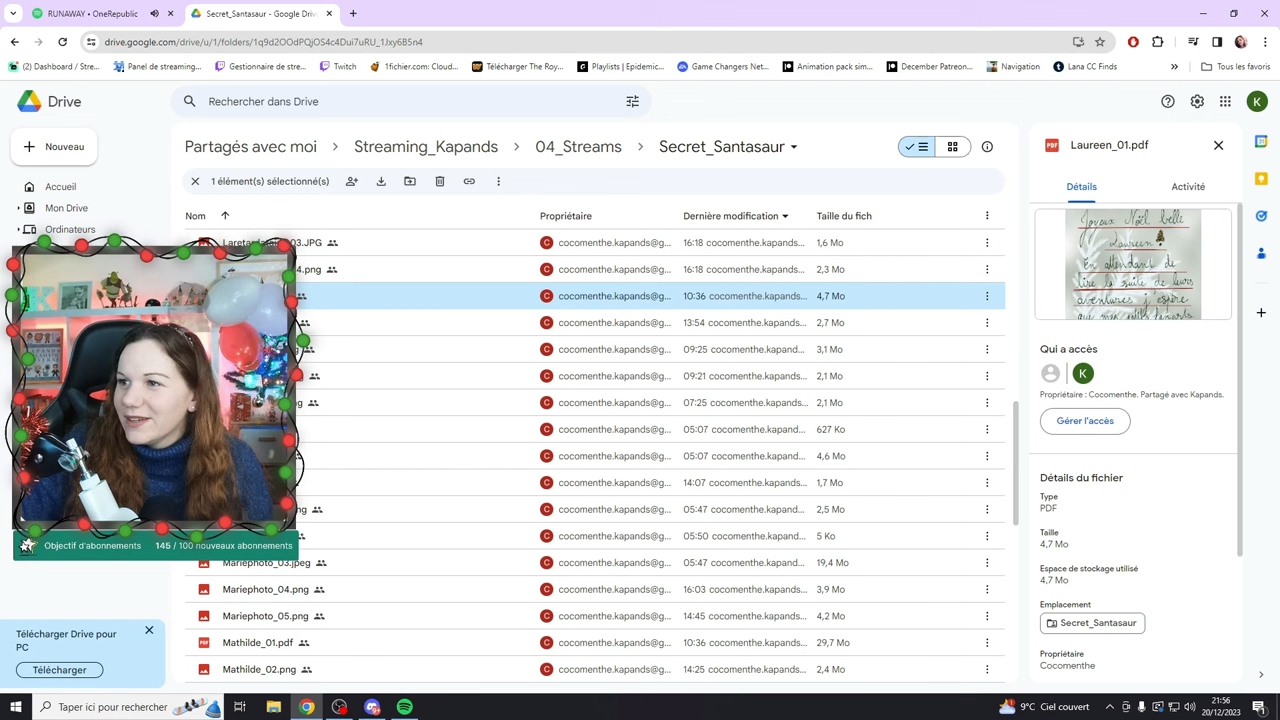 RUNAWAY • OneRepublic
Secret_Santasaur - Google Driv
drive.google.com/drive/u/1/folders/1q9d2OOdPQjOS4c4Dui7uRU_1Jxy6B5n4
(2) Dashboard / Stre...
Panel de streaming...
Gestionnaire de stre...
Twitch
1fichier.com: Cloud...
Télécharger The Roy...
Playlists | Epidemic...
Game Changers Net...
Animation pack sim...
December Patreon...
Navigation
Lana CC Finds
»
Tous les favoris
Drive
Rechercher dans Drive
K
Nouveau
Accueil
Mon Drive
Ordinateurs
Partagés avec moi > Streaming_Kapands > 04_Streams > Secret_Santasaur
1 élément(s) sélectionné(s)
Nom
Propriétaire
Dernière modification
Taille du fich
03.JPG
C cocomenthe.kapands@g...
16:18 cocomenthe.kapands...
1,6 Mo
4.png
C cocomenthe.kapands@g...
16:18 cocomenthe.kapands...
2,3 Mo
C cocomenthe.kapands@g...
10:36 cocomenthe.kapands...
4,7 Mo
C cocomenthe.kapands@g...
13:54 cocomenthe.kapands...
2,7 Mo
C cocomenthe.kapands@g...
09:25 cocomenthe.kapand...
3,1 Mo
C cocomenthe.kapands@g...
09:21 cocomenthe.kapand...
2,1 Mo
C cocomenthe.kapands@g...
07:25 cocomenthe.kapand...
2,1 Mo
C cocomenthe.kapands@g...
05:07 cocomenthe.kapand...
627 Ko
C cocomenthe.kapands@g...
05:07 cocomenthe.kapand...
4,6 Mo
C cocomenthe.kapands@g...
14:07 cocomenthe.kapands...
1,7 Mo
C cocomenthe.kapands@g...
05:47 cocomenthe.kapand...
2,5 Mo
C cocomenthe.kapands@g...
05:50 cocomenthe.kapand...
5 Ko
Mariephoto_03.jpeg
C cocomenthe.kapands@g...
05:47 cocomenthe.kapand...
19,4 Mo
Mariephoto_04.png
C cocomenthe.kapands@g...
16:03 cocomenthe.kapands...
3,9 Mo
Mariephoto_05.png
C cocomenthe.kapands@g...
14:45 cocomenthe.kapands...
4,2 Mo
PDF Mathilde_01.pdf
C cocomenthe.kapands@g...
10:36 cocomenthe.kapands...
29,7 Mo
Mathilde_02.png
C cocomenthe.kapands@g...
14:25 cocomenthe.kapands...
2,4 Mo
Objectif d'abonnements 145 / 100 nouveaux abonnements
Télécharger Drive pour
PC
Télécharger
PDF Laureen_01.pdf
Détails
Activité
Joyeux Noël belle
Laureen
En attendant de
lire la suite de leurs
aventures j'espère
que mes petits
Qui a accès
K
Propriétaire : Cocomenthe. Partagé avec Kapands.
Gérer l'accès
Détails du fichier
Type
PDF
Taille
4,7 Mo
Espace de stockage utilisé
4,7 Mo
Emplacement
Secret_Santasaur
Propriétaire
Cocomenthe
Taper ici pour rechercher
9°C Ciel couvert
21:56
20/12/2023